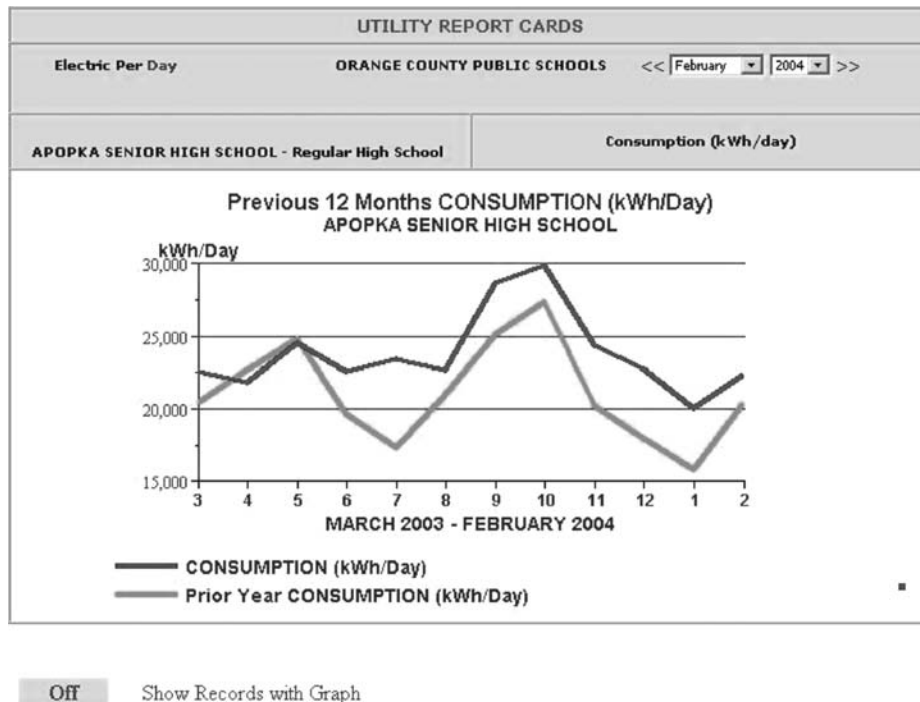 UTILITY REPORT CARDS
Electric Per Day ORANGE COUNTY PUBLIC SCHOOLS << February 2004 >>
APOPKA SENIOR HIGH SCHOOL - Regular High School Consumption (kWh/day)
Previous 12 Months CONSUMPTION (kWh/Day)
APOPKA SENIOR HIGH SCHOOL
kWh/Day
30,000
25,000
20,000
15,000
3 4 5 6 7 8 9 10 11 12 1 2
MARCH 2003 - FEBRUARY 2004
CONSUMPTION (kWh/Day)
Prior Year CONSUMPTION (kWh/Day)
Off Show Records with Graph